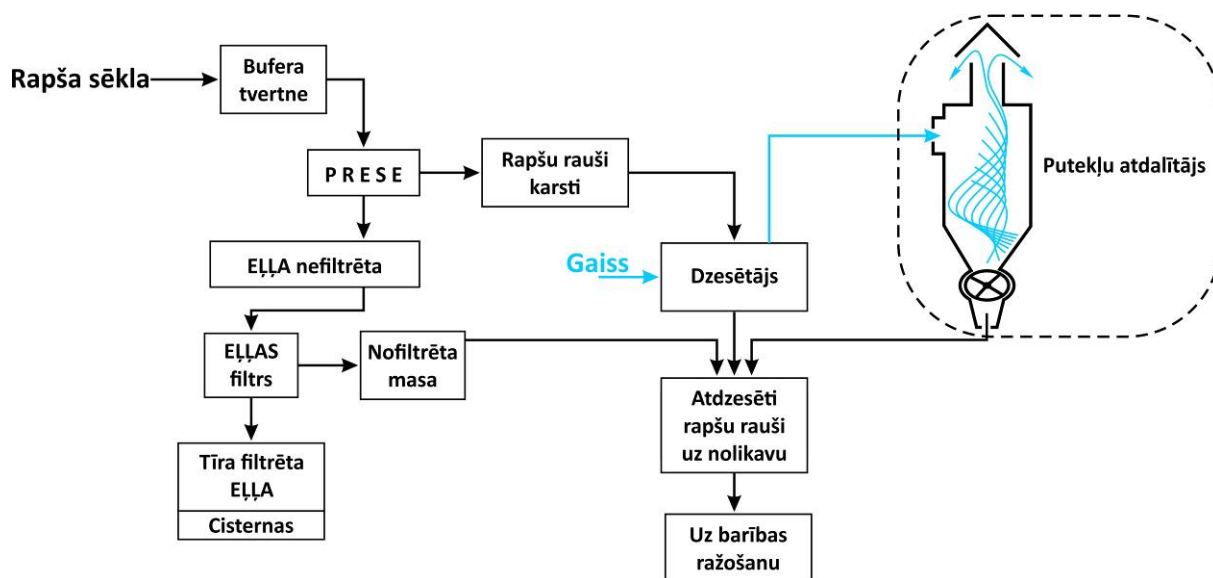 Rapša sēkla
Bufera
tvertne
P R E S E
Rapšu rauši
karsti
Putekļu atdalītājs
EĻĻA nefiltrēta
Gaiss
Dzesētājs
EĻĻAS
filtrs
Nofiltrēta
masa
Atdzesēti
rapšu rauši
uz nolikavu
Tīra filtrēta
EĻĻA
Cisternas
Uz barības
ražošanu